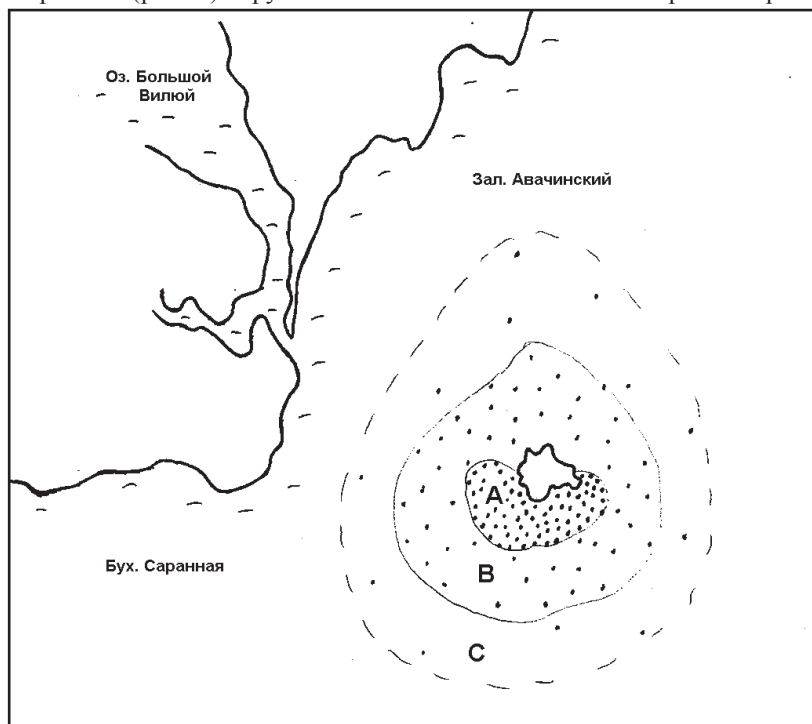 Оз. Большой
Вилюй
Зал. Авачинский
A
B
Бух. Саранная
C